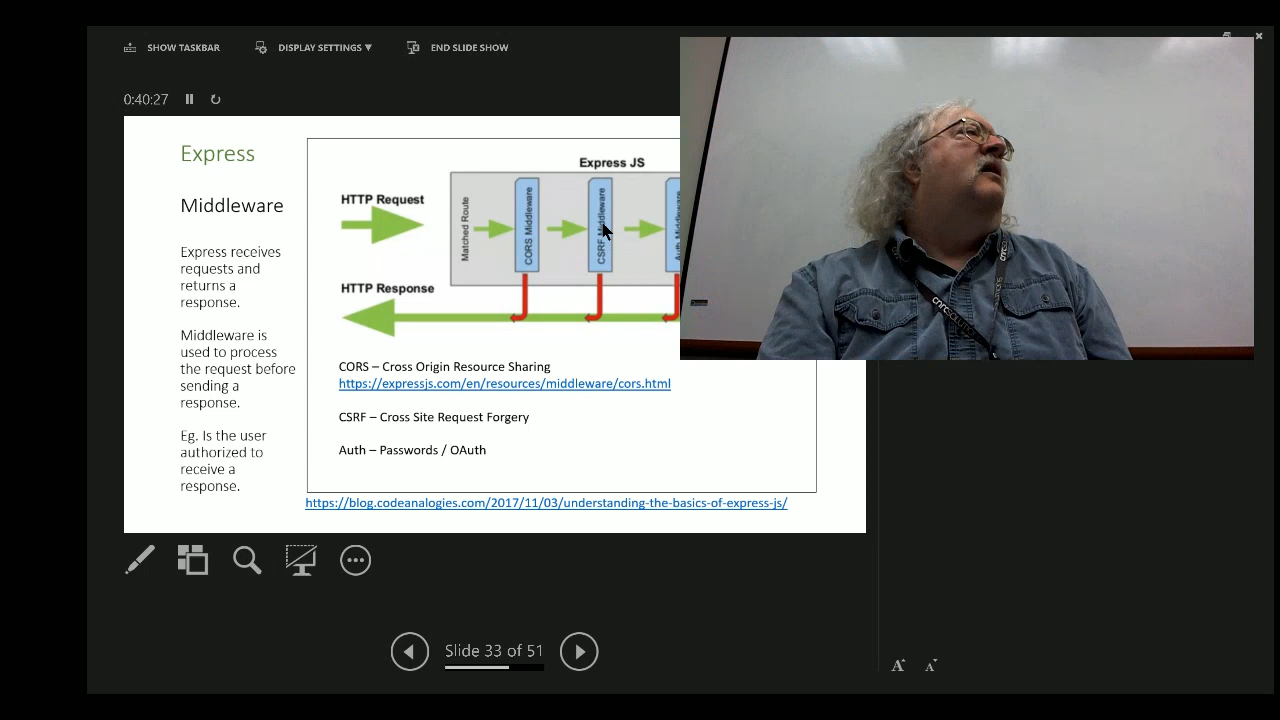 SHOW TASKBAR
DISPLAY SETTINGS ▼
END SLIDE SHOW
0:40:27
Express
Middleware
Express receives
requests and
returns a
response.
Middleware is
used to process
the request before
sending a
response.
Eg. Is the user
authorized to
receive a
response.
Express JS
HTTP Request
Matched Route
CORS Middleware
CSRF Middleware
Auth Middleware
HTTP Response
CORS – Cross Origin Resource Sharing
https://expressjs.com/en/resources/middleware/cors.html
CSRF – Cross Site Request Forgery
Auth – Passwords / OAuth
https://blog.codeanalogies.com/2017/11/03/understanding-the-basics-of-express-js/
Slide 33 of 51
A
A